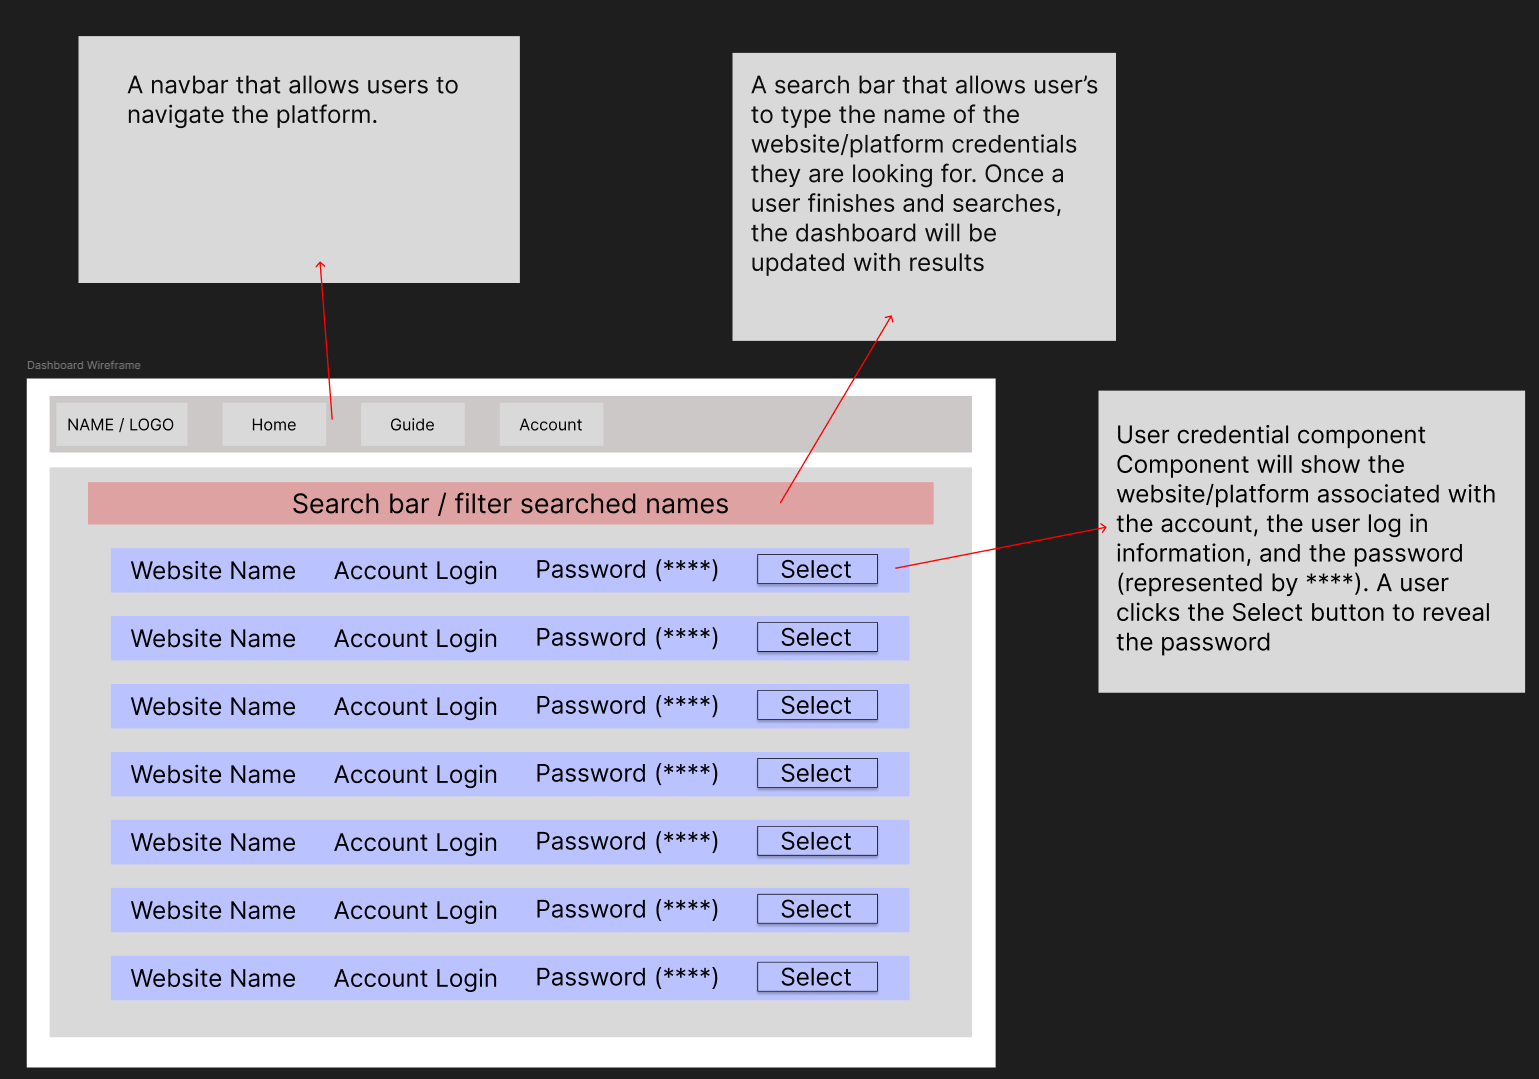 A navbar that allows users to
navigate the platform.
A search bar that allows user’s
to type the name of the
website/platform credentials
they are looking for. Once a
user finishes and searches,
the dashboard will be
updated with results
Dashboard Wireframe
NAME / LOGO Home Guide Account
Search bar / filter searched names
Website Name Account Login Password (****) Select
Website Name Account Login Password (****) Select
Website Name Account Login Password (****) Select
Website Name Account Login Password (****) Select
Website Name Account Login Password (****) Select
Website Name Account Login Password (****) Select
Website Name Account Login Password (****) Select
User credential component
Component will show the
website/platform associated with
the account, the user log in
information, and the password
(represented by ****). A user
clicks the Select button to reveal
the password